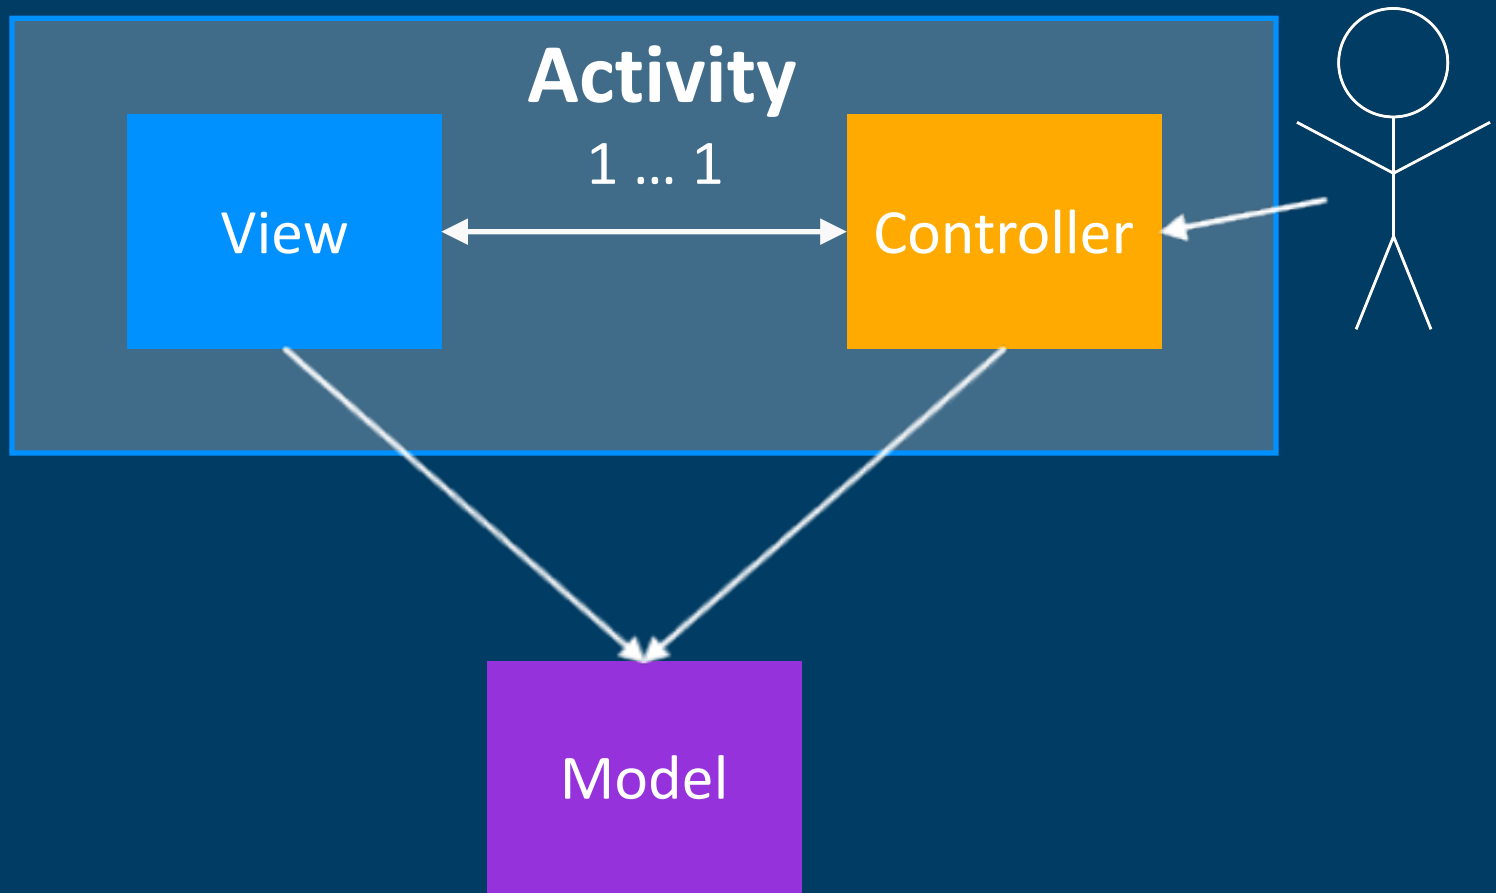 Activity
1 ... 1
View
Controller
Model